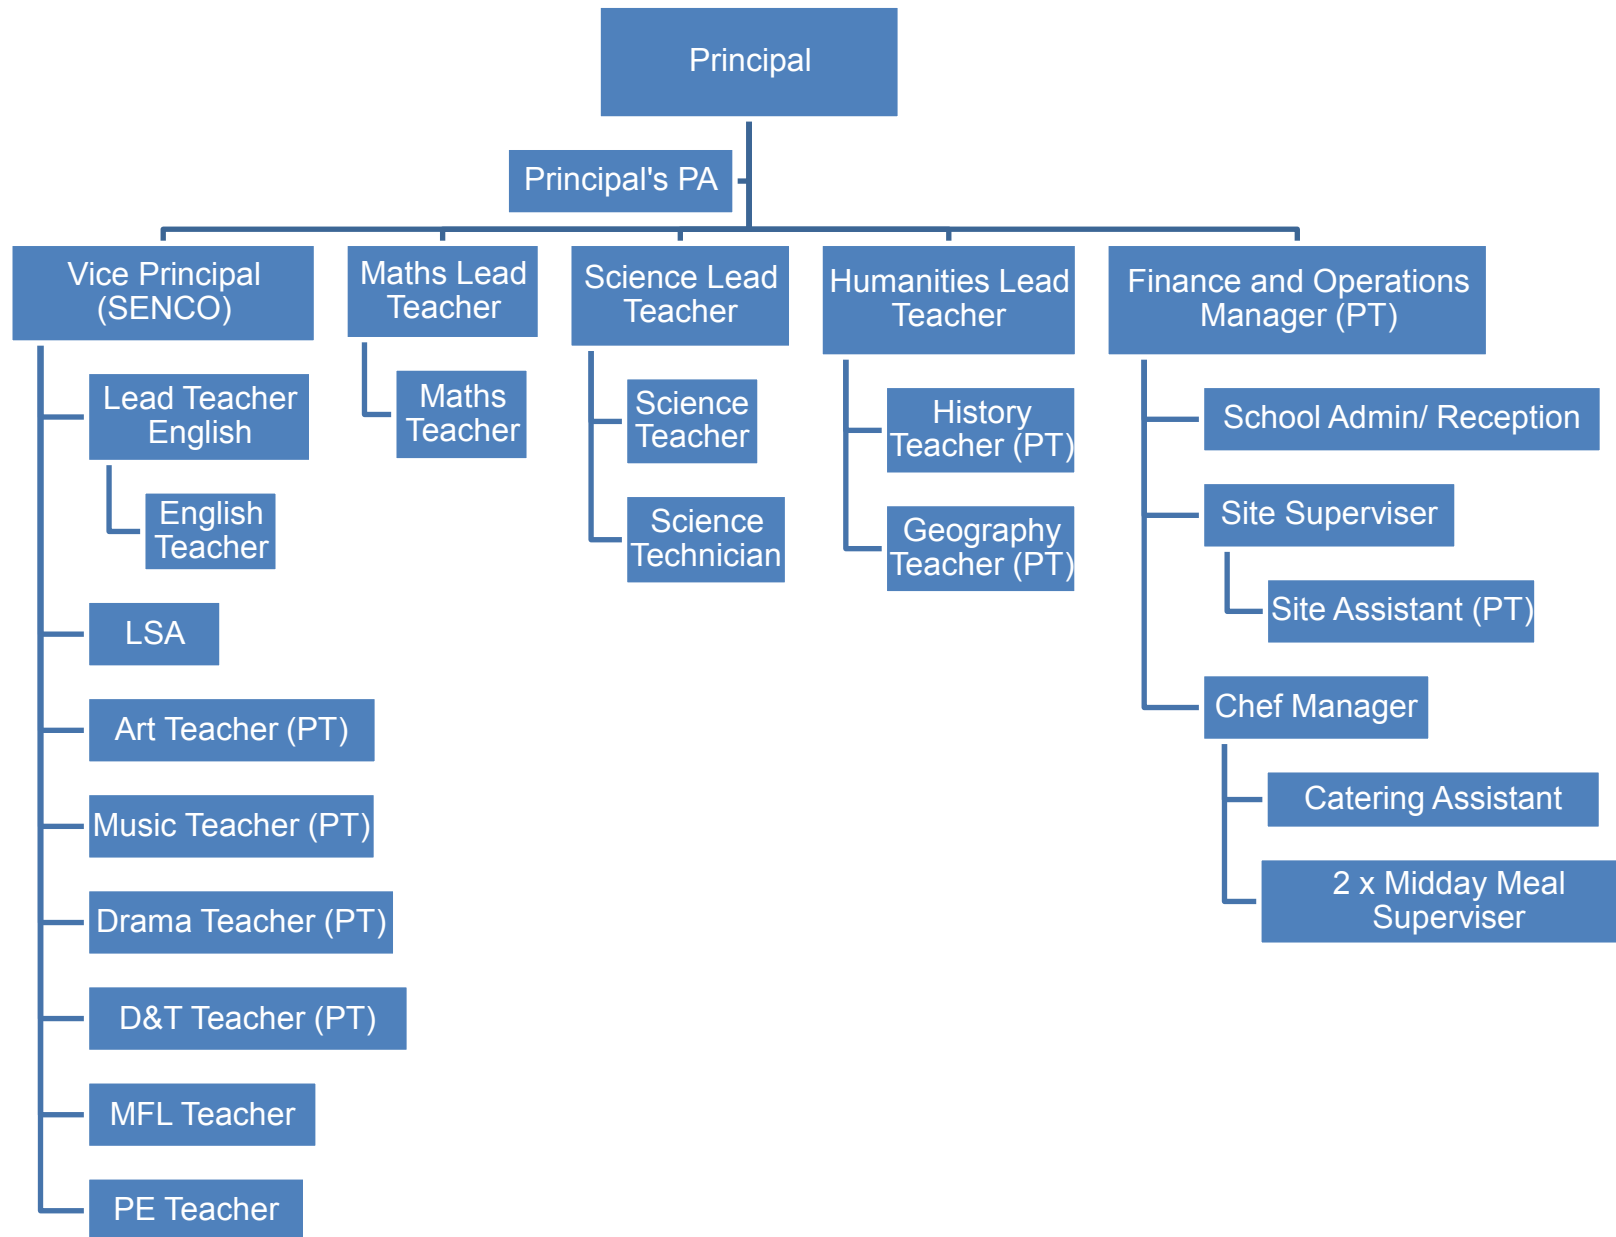 Principal
Principal's PA
Vice Principal
(SENCO)
Maths Lead
Teacher
Science Lead
Teacher
Humanities Lead
Teacher
Finance and Operations
Manager (PT)
Lead Teacher
English
English
Teacher
LSA
Art Teacher (PT)
Music Teacher (PT)
Drama Teacher (PT)
D&T Teacher (PT)
MFL Teacher
PE Teacher
Maths
Teacher
Science
Teacher
Science
Technician
History
Teacher (PT)
Geography
Teacher (PT)
School Admin/ Reception
Site Superviser
Site Assistant (PT)
Chef Manager
Catering Assistant
2 x Midday Meal
Superviser